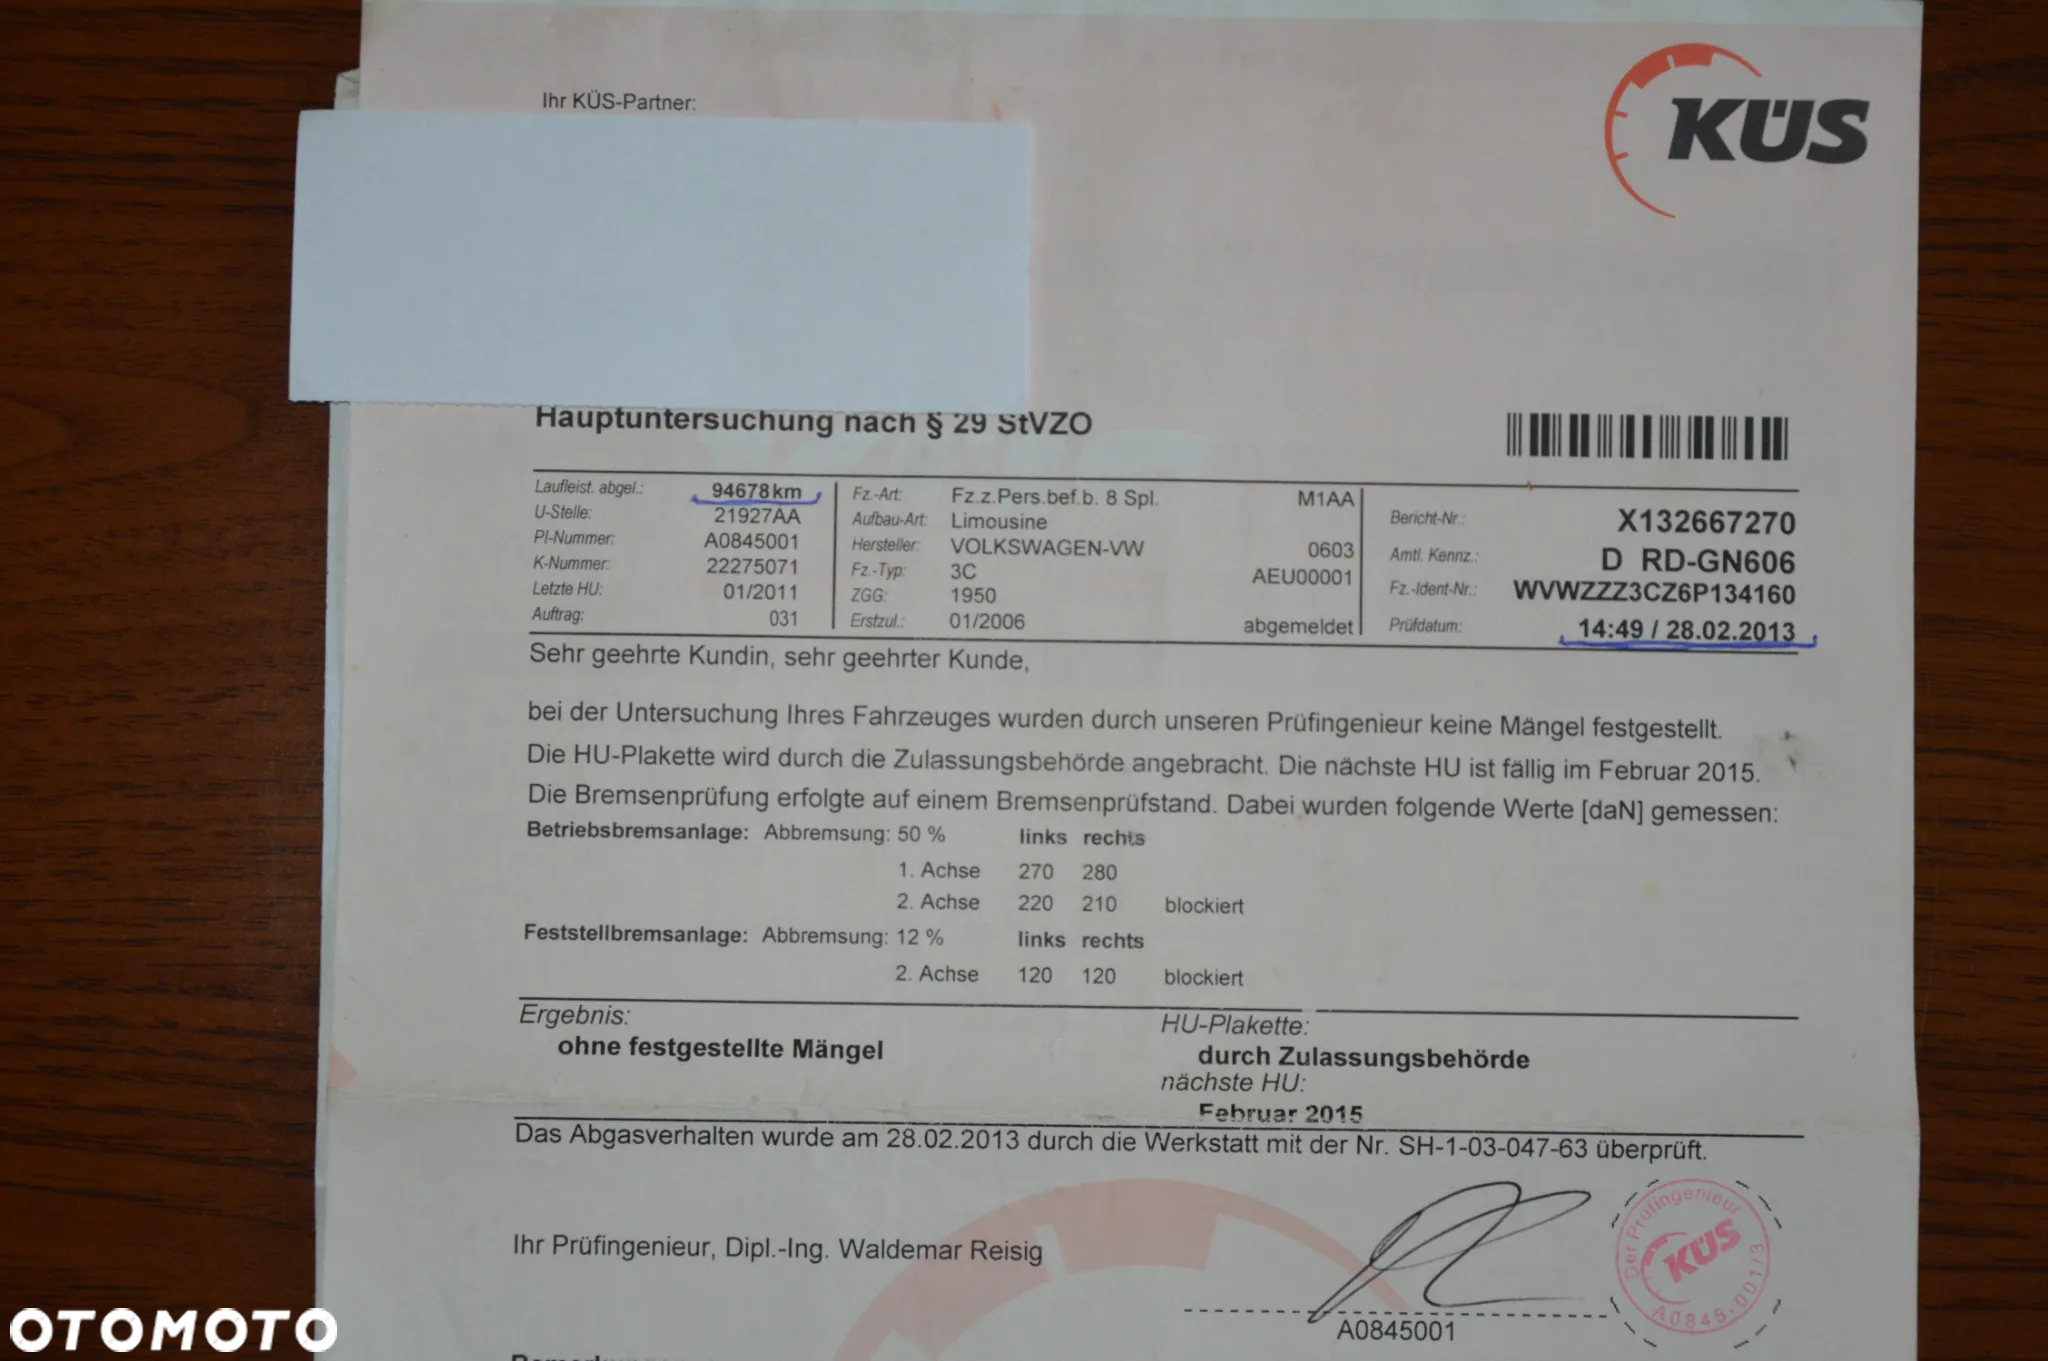 Ihr KÜS-Partner:
KÜS
Hauptuntersuchung nach § 29 StVZO
Laufleist. abgel.: 94678km
U-Stelle: 21927AA
PI-Nummer: A0845001
K-Nummer: 22275071
Letzte HU: 01/2011
Auftrag: 031
Fz.-Art: Fz.z.Pers.bef.b. 8 Spl. M1AA
Aufbau-Art: Limousine
Hersteller: VOLKSWAGEN-VW 0603
Fz.-Typ: 3C AEU00001
ZGG: 1950
Erstzul.: 01/2006 abgemeldet
Bericht-Nr.: X132667270
Amtl. Kennz.: D RD-GN606
Fz.-Ident-Nr.: WVWZZZ3CZ6P134160
Prüfdatum: 14:49 / 28.02.2013
Sehr geehrte Kundin, sehr geehrter Kunde,
bei der Untersuchung Ihres Fahrzeuges wurden durch unseren Prüfingenieur keine Mängel festgestellt.
Die HU-Plakette wird durch die Zulassungsbehörde angebracht. Die nächste HU ist fällig im Februar 2015.
Die Bremsenprüfung erfolgte auf einem Bremsenprüfstand. Dabei wurden folgende Werte [daN] gemessen:
Betriebsbremsanlage: Abbremsung: 50 % links rechts
1. Achse 270 280
2. Achse 220 210 blockiert
Feststellbremsanlage: Abbremsung: 12 % links rechts
2. Achse 120 120 blockiert
Ergebnis:
ohne festgestellte Mängel
HU-Plakette:
durch Zulassungsbehörde
nächste HU:
Februar 2015
Das Abgasverhalten wurde am 28.02.2013 durch die Werkstatt mit der Nr. SH-1-03-047-63 überprüft.
Ihr Prüfingenieur, Dipl.-Ing. Waldemar Reisig
A0845001
Der Prüfingenieur
KÜS
A0845-001/3
OTOMOTO